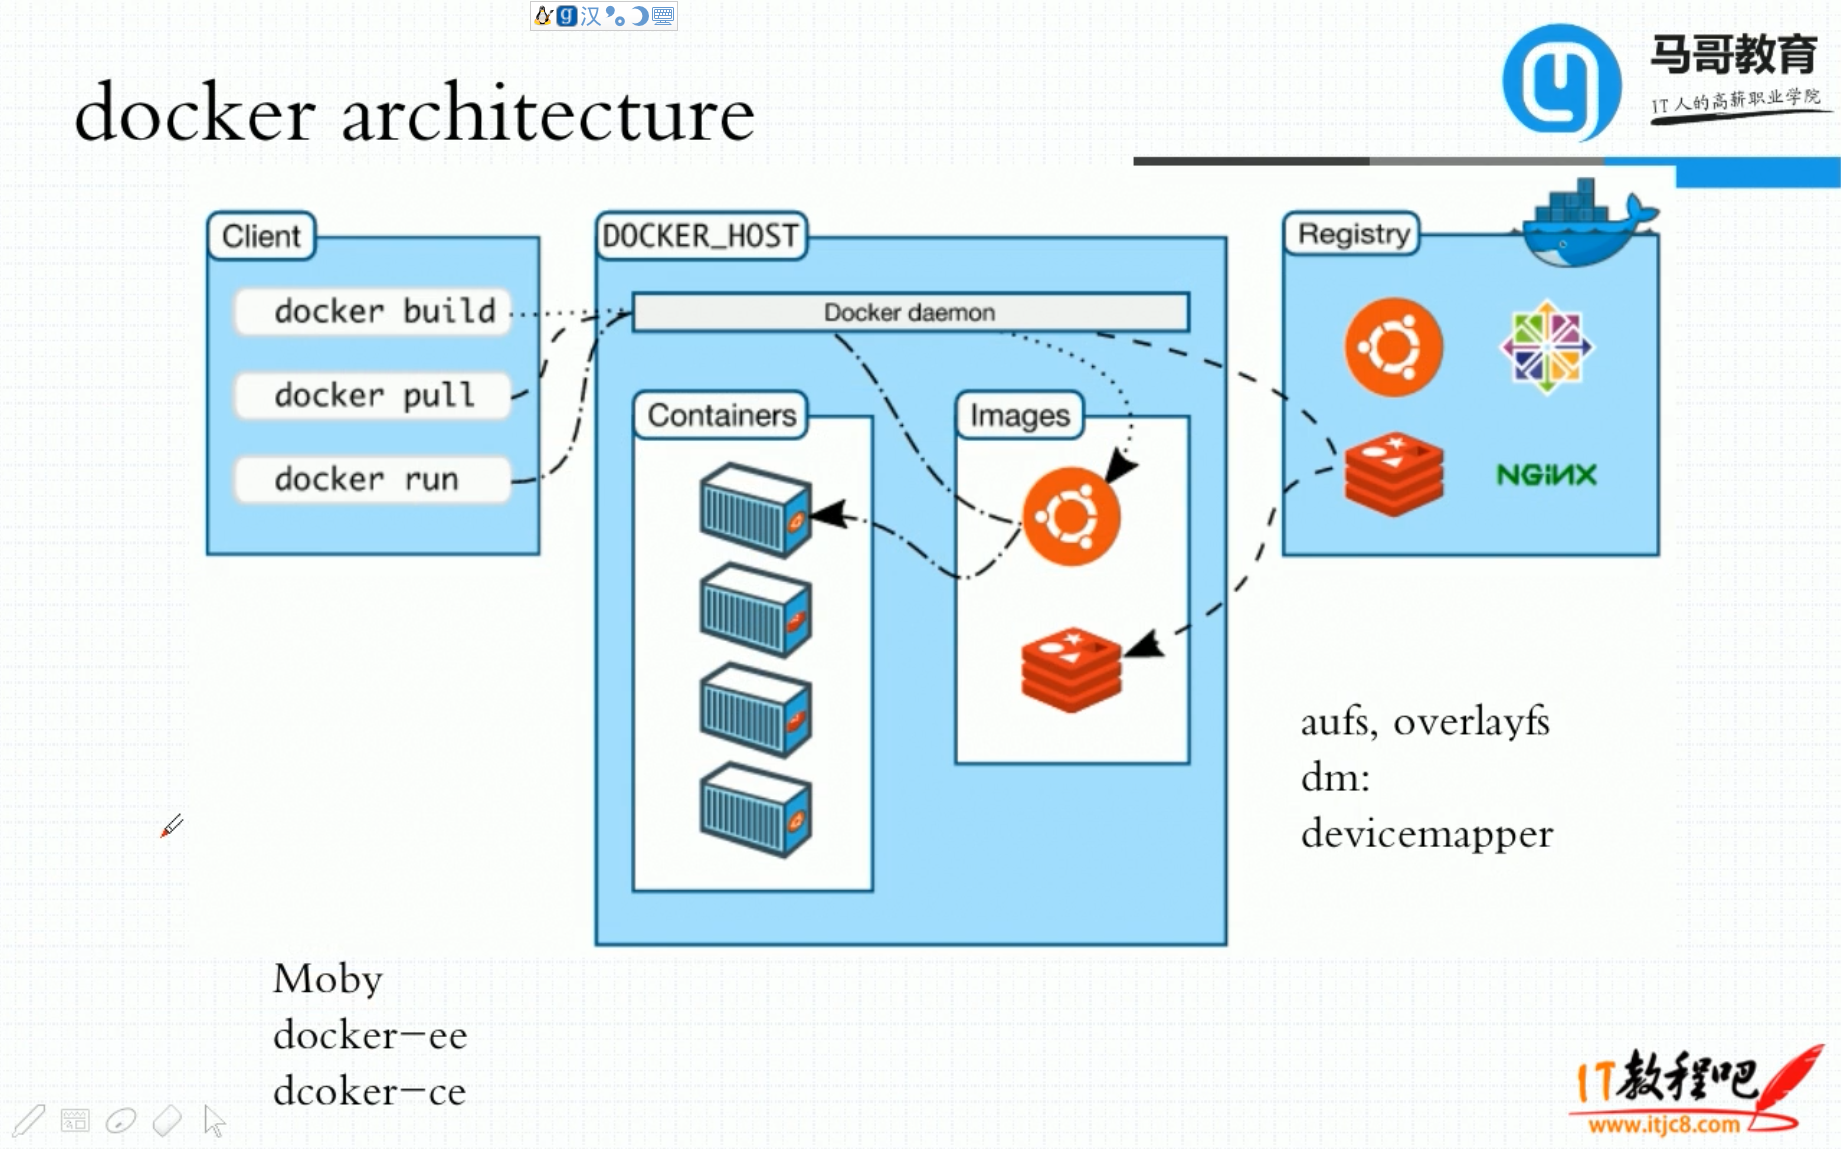 汉
docker architecture
马哥教育
IT人的高薪职业学院
Client
docker build
docker pull
docker run
DOCKER_HOST
Docker daemon
Containers
Images
Registry
NGiNX
aufs, overlayfs
dm:
devicemapper
Moby
docker-ee
dcoker-ce
IT教程吧
www.itjc8.com